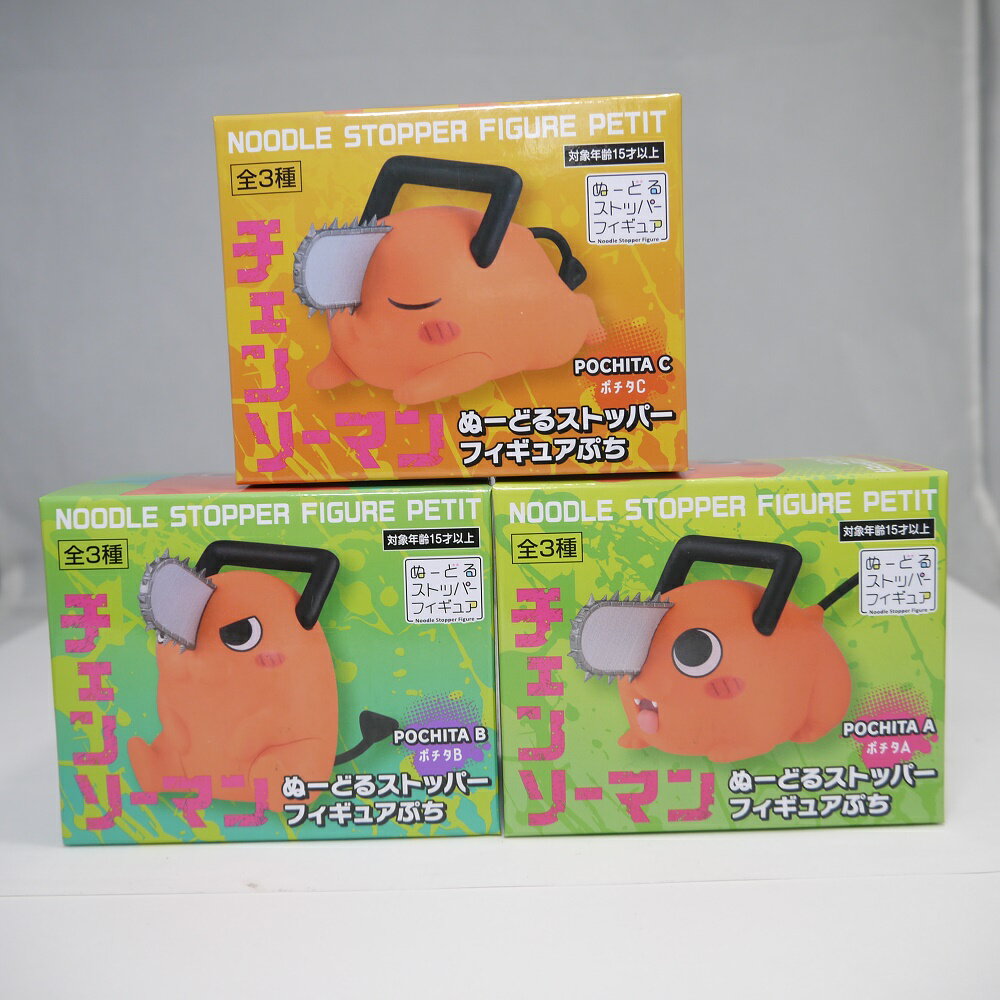 NOODLE STOPPER FIGURE PETIT
対象年齢15才以上
全3種
ぬーどる
ストッパー
フィギュア
Noodle Stopper Figure
チェンソーマン
POCHITA C
ポチタC
ぬーどるストッパー
フィギュアぷち
NOODLE STOPPER FIGURE PETIT
対象年齢15才以上
全3種
ぬーどる
ストッパー
フィギュア
Noodle Stopper Figure
チェンソーマン
POCHITA B
ポチタB
ぬーどるストッパー
フィギュアぷち
NOODLE STOPPER FIGURE PETIT
対象年齢15才以上
全3種
ぬーどる
ストッパー
フィギュア
Noodle Stopper Figure
チェンソーマン
POCHITA A
ポチタA
ぬーどるストッパー
フィギュアぷち